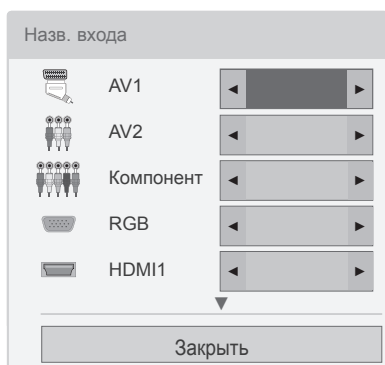 Назв. входа
AV1
AV2
Компонент
RGB
HDMI1
Закрыть